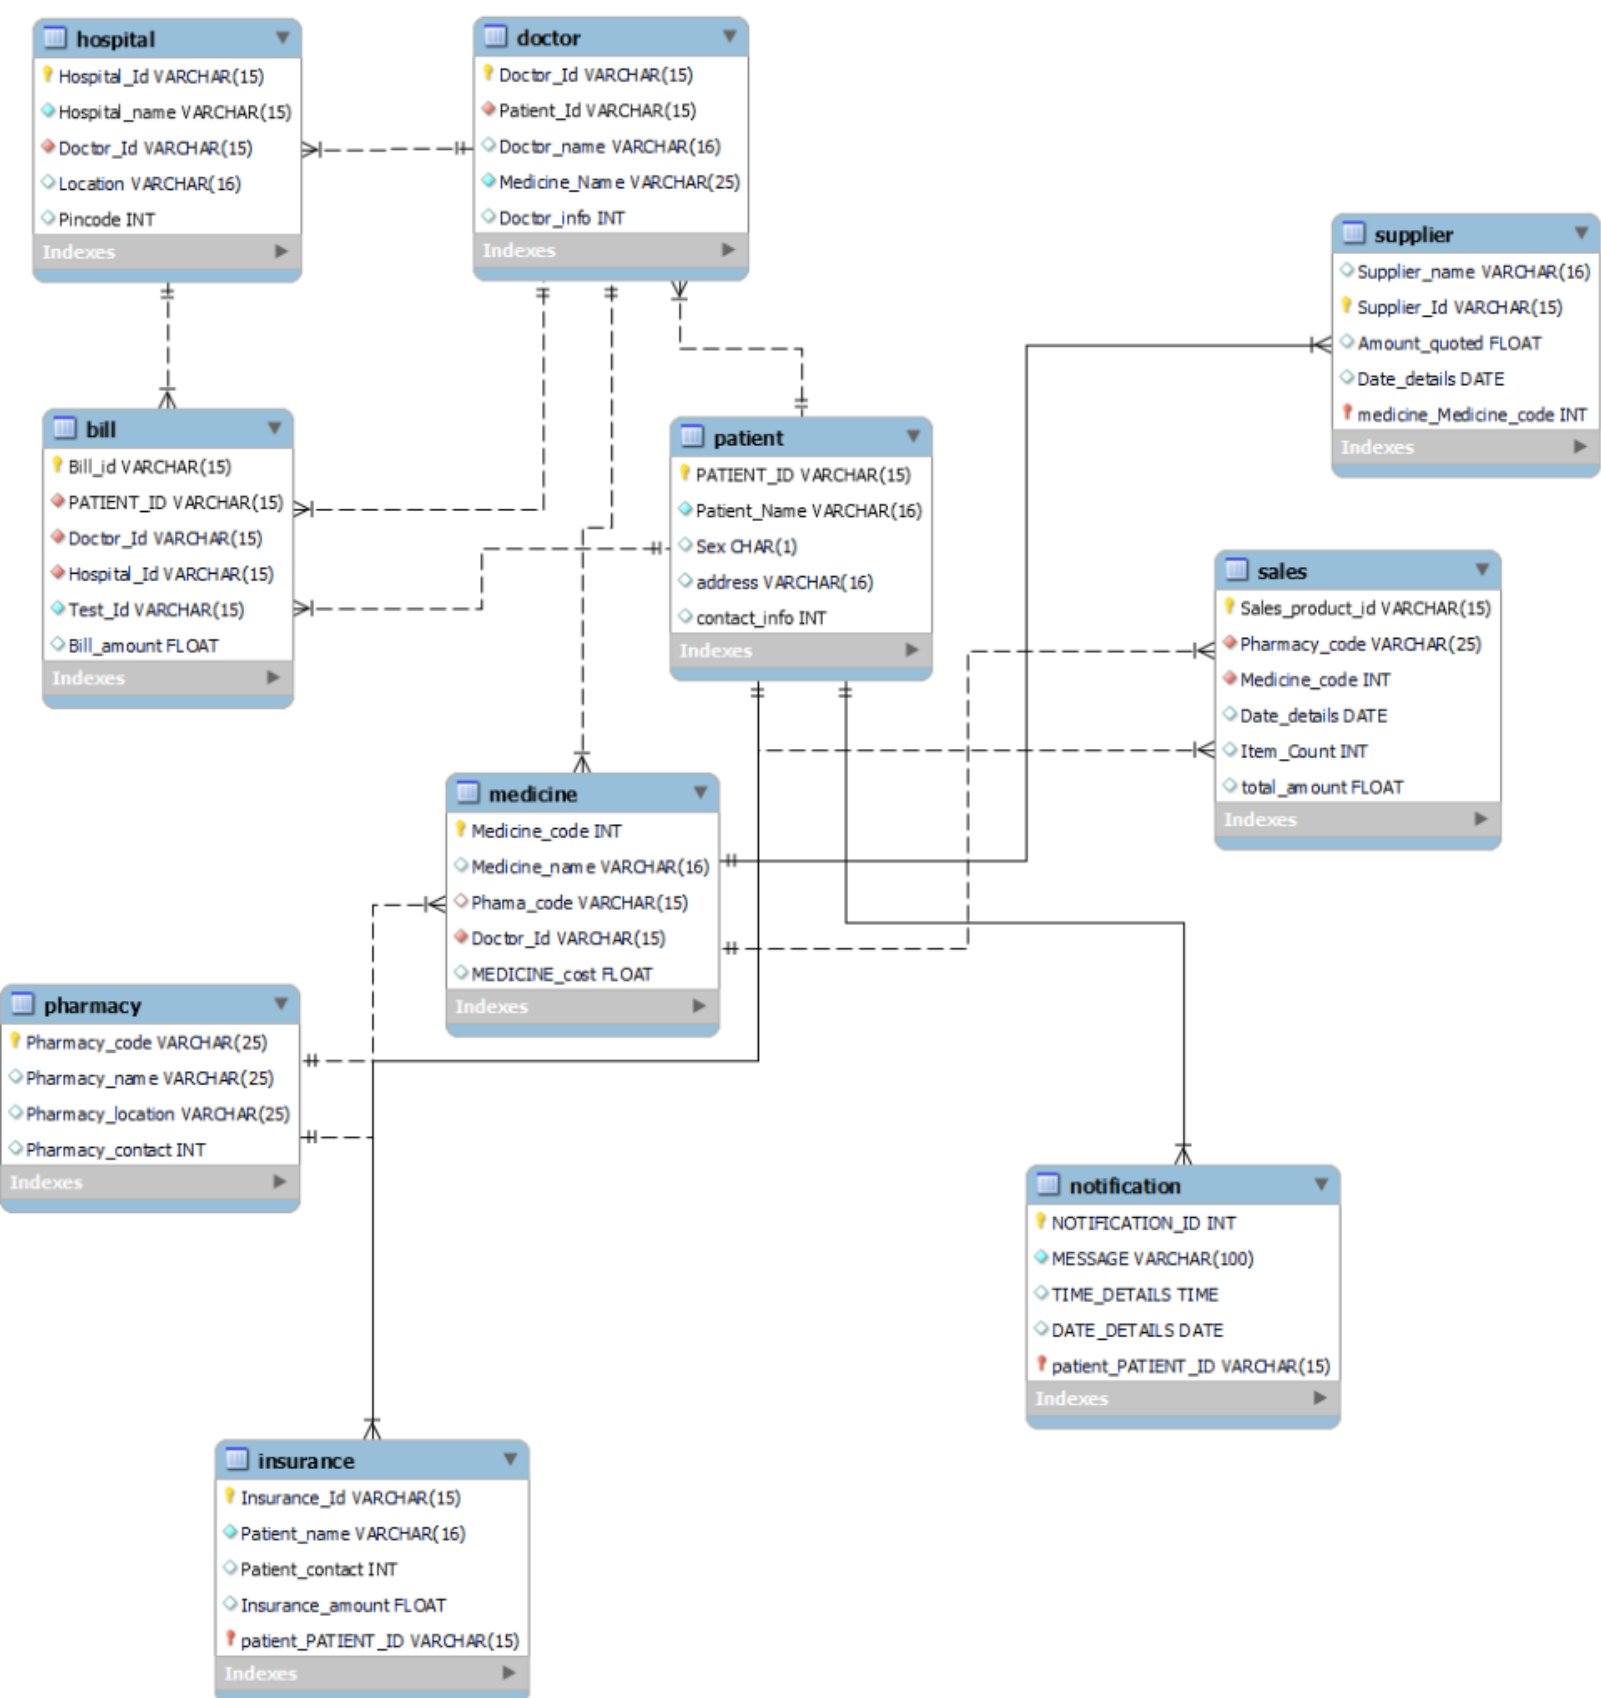 hospital
Hospital_Id VARCHAR(15)
Hospital_name VARCHAR(15)
Doctor_Id VARCHAR(15)
Location VARCHAR(16)
Pincode INT
Indexes
doctor
Doctor_Id VARCHAR(15)
Patient_Id VARCHAR(15)
Doctor_name VARCHAR(16)
Medicine_Name VARCHAR(25)
Doctor_info INT
Indexes
supplier
Supplier_name VARCHAR(16)
Supplier_Id VARCHAR(15)
Amount_quoted FLOAT
Date_details DATE
medicine_Medicine_code INT
Indexes
bill
Bill_id VARCHAR(15)
PATIENT_ID VARCHAR(15)
Doctor_Id VARCHAR(15)
Hospital_Id VARCHAR(15)
Test_Id VARCHAR(15)
Bill_amount FLOAT
Indexes
patient
PATIENT_ID VARCHAR(15)
Patient_Name VARCHAR(16)
Sex CHAR(1)
address VARCHAR(16)
contact_info INT
Indexes
sales
Sales_product_id VARCHAR(15)
Pharmacy_code VARCHAR(25)
Medicine_code INT
Date_details DATE
Item_Count INT
total_amount FLOAT
Indexes
medicine
Medicine_code INT
Medicine_name VARCHAR(16)
Phama_code VARCHAR(15)
Doctor_Id VARCHAR(15)
MEDICINE_cost FLOAT
Indexes
pharmacy
Pharmacy_code VARCHAR(25)
Pharmacy_name VARCHAR(25)
Pharmacy_location VARCHAR(25)
Pharmacy_contact INT
Indexes
notification
NOTIFICATION_ID INT
MESSAGE VARCHAR(100)
TIME_DETAILS TIME
DATE_DETAILS DATE
patient_PATIENT_ID VARCHAR(15)
Indexes
insurance
Insurance_Id VARCHAR(15)
Patient_name VARCHAR(16)
Patient_contact INT
Insurance_amount FLOAT
patient_PATIENT_ID VARCHAR(15)
Indexes